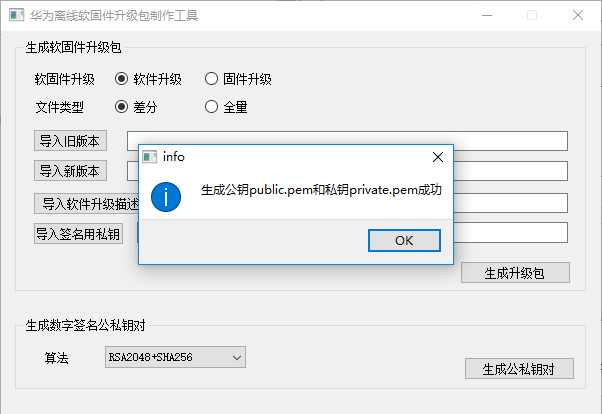 华为离线软固件升级包制作工具
生成软固件升级包
软固件升级 软件升级 固件升级
文件类型 差分 全量
导入旧版本
导入新版本
导入软件升级描述
导入签名用私钥
info
生成公钥public.pem和私钥private.pem成功
OK
生成升级包
生成数字签名公私钥对
算法 RSA2048+SHA256
生成公私钥对